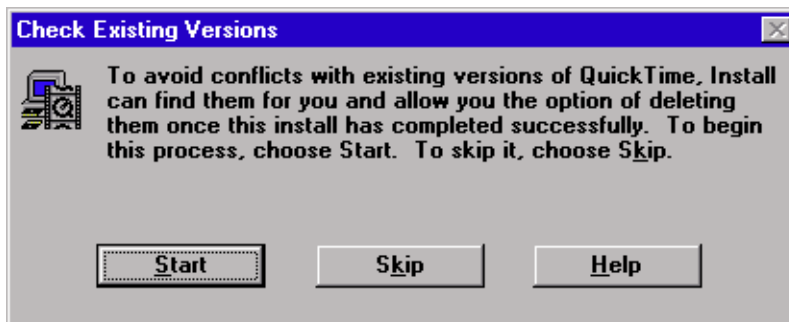 Check Existing Versions
To avoid conflicts with existing versions of QuickTime, Install
can find them for you and allow you the option of deleting
them once this install has completed successfully.  To begin
this process, choose Start.  To skip it, choose Skip.
Start
Skip
Help